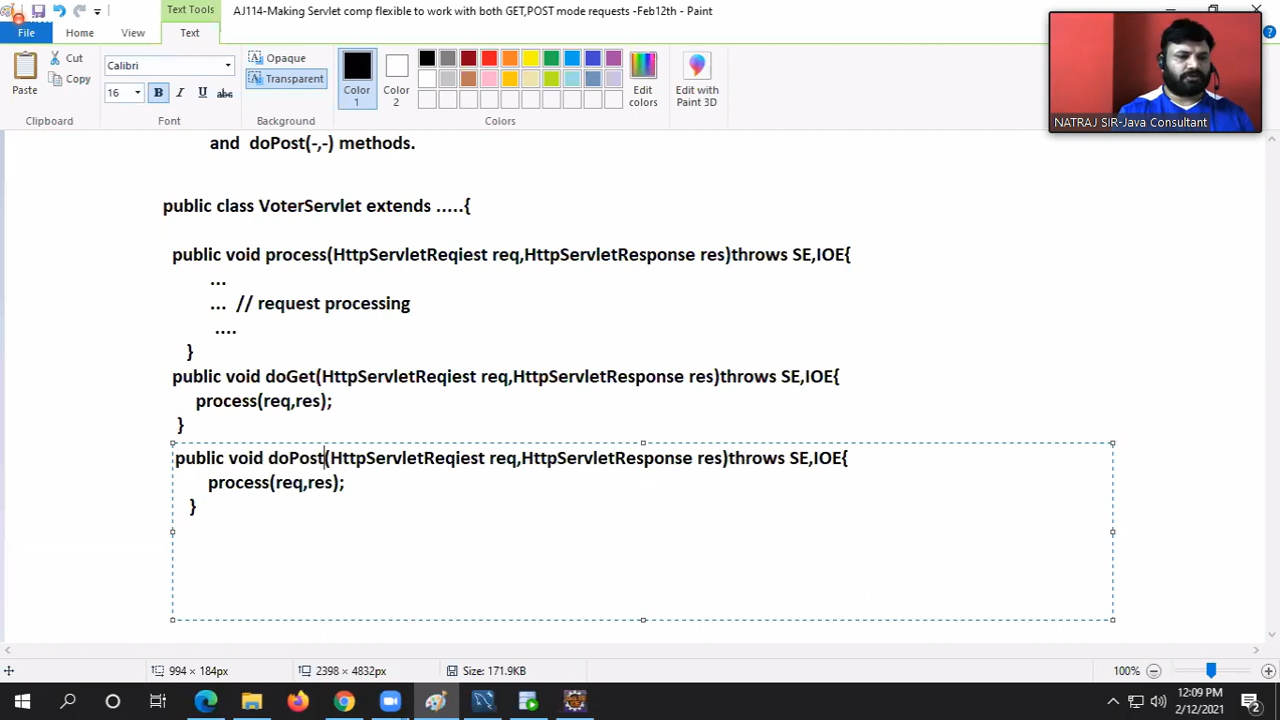 Text Tools
AJ114-Making Servlet comp flexible to work with both GET,POST mode requests -Feb12th - Paint
File Home View Text
Paste
Cut
Copy
Calibri
16 B I U abc
Opaque
Transparent
Color 1
Color 2
Edit colors
Edit with Paint 3D
Clipboard Font Background Colors
NATRAJ SIR-Java Consultant
and doPost(-,-) methods.
public class VoterServlet extends .....{
public void process(HttpServletReqiest req,HttpServletResponse res)throws SE,IOE{
...
... // request processing
....
}
public void doGet(HttpServletReqiest req,HttpServletResponse res)throws SE,IOE{
process(req,res);
}
public void doPost(HttpServletReqiest req,HttpServletResponse res)throws SE,IOE{
process(req,res);
}
994 × 184px 2398 × 4832px Size: 171.9KB 100%
12:09 PM
2/12/2021
2